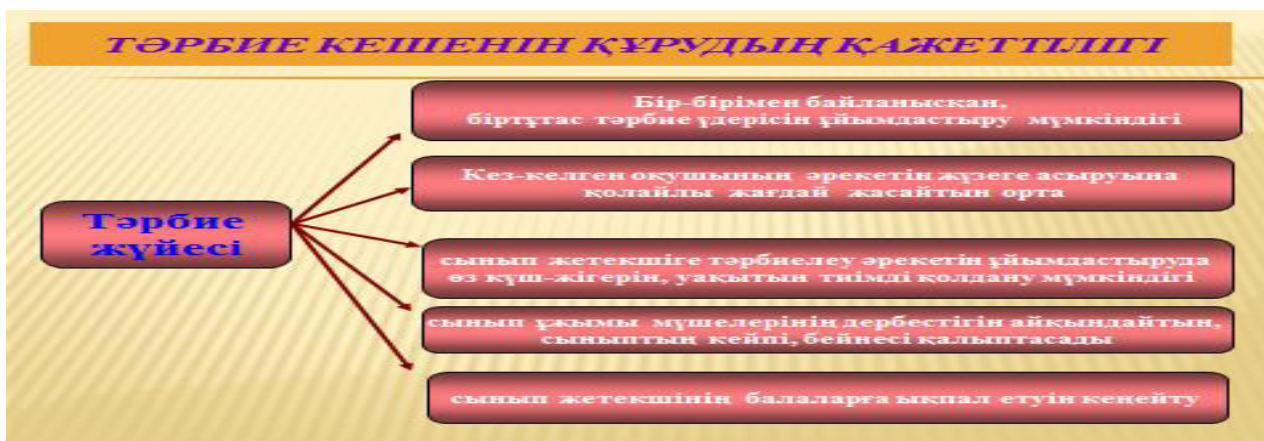 ТӘРБИЕ КЕШЕНІН ҚҰРУДЫҢ ҚАЖЕТТІЛІГІ
Бір-бірімен байланысқан,
біртұтас тәрбие үдерісін ұйымдастыру мүмкіндігі
Кез-келген оқушының әрекетін жүзеге асыруына
қолайлы жағдай жасайтын орта
Тәрбие
жүйесі
сынып жетекшіге тәрбиелеу әрекетін ұйымдастыруда
өз күш-жігерін, уақытын тиімді қолдану мүмкіндігі
сынып ұжымы мүшелерінің дербестігін айқындайтын,
сыныптың кейпі, бейнесі қалыптасады
сынып жетекшінің балаларға ықпал етуін кеңейту